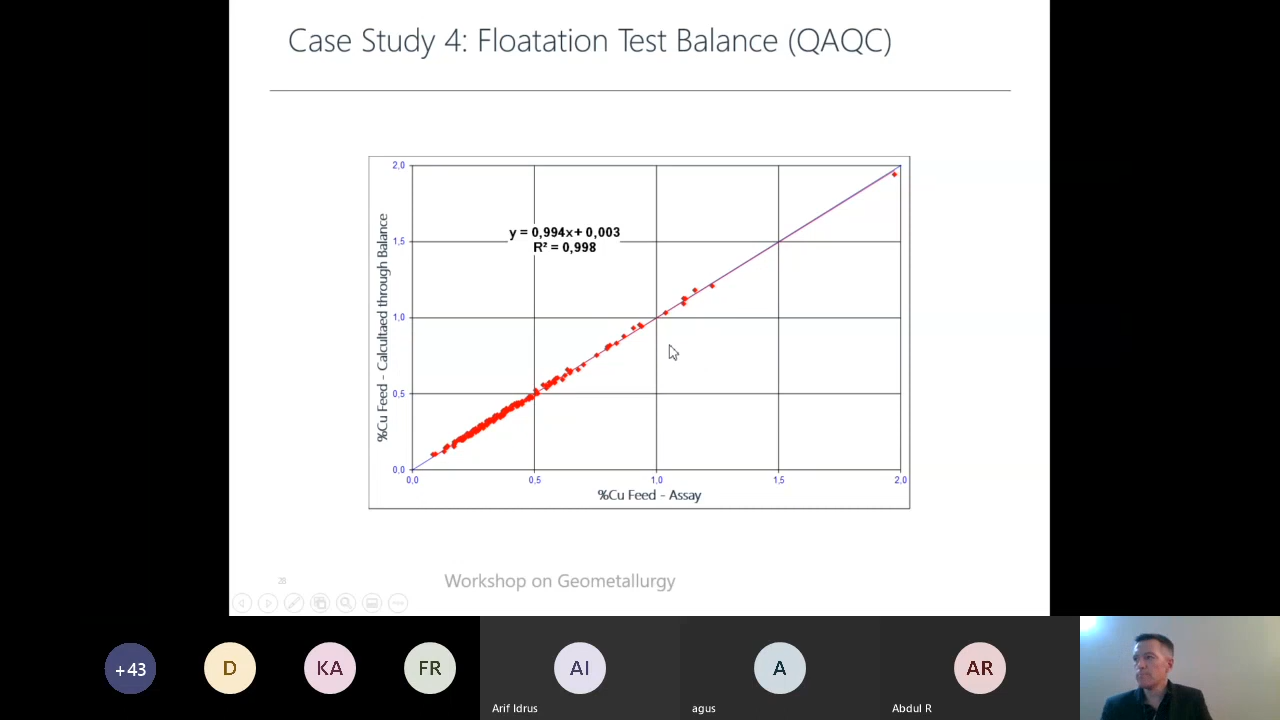 Case Study 4: Floatation Test Balance (QAQC)
2,0
1,5
1,0
0,5
0,0
%Cu Feed - Calcultaed through Balance
y = 0,994x + 0,003
R² = 0,998
0,0 0,5 1,0 1,5 2,0
%Cu Feed - Assay
28
Workshop on Geometallurgy
+43
D
KA
FR
AI
A
AR
Arif Idrus
agus
Abdul R